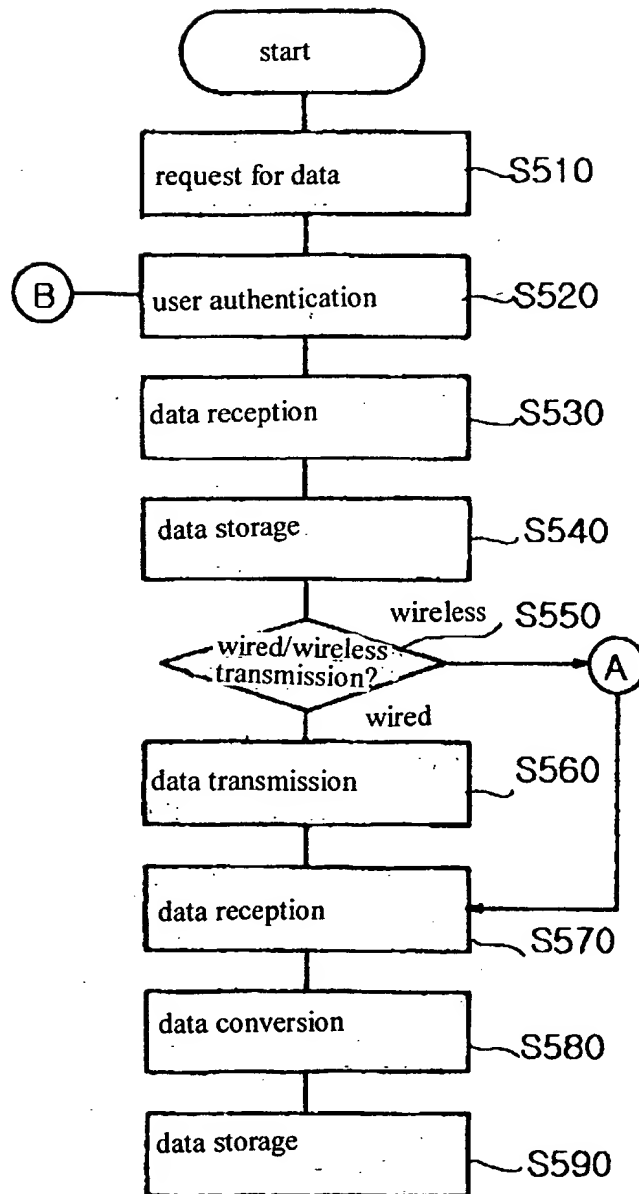 start
request for data
S510
B
user authentication
S520
data reception
S530
data storage
S540
wireless
S550
wired/wireless
transmission?
A
wired
data transmission
S560
data reception
S570
data conversion
S580
data storage
S590